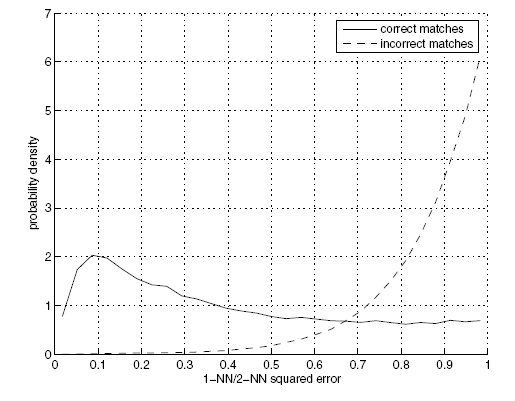 7
6
5
4
3
2
1
0
probability density
correct matches
incorrect matches
0 0.1 0.2 0.3 0.4 0.5 0.6 0.7 0.8 0.9 1
1−NN/2−NN squared error